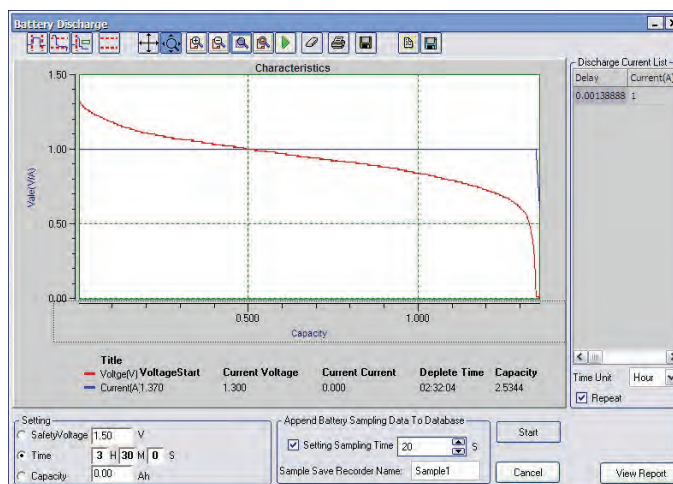 Battery Discharge
Characteristics
Valer(V/A)
1.50
1.00
0.50
0.00
0.500 1.000
Capacity
Title
Voltge(V) VoltageStart Current Voltage Current Current Deplete Time Capacity
Current(A) 1.370 1.300 0.000 02:32:04 2.5344
Discharge Current List
Delay Current(A)
0.00138888 1
Time Unit Hour
Repeat
Setting
SafetyVoltage 1.50 V
Time 3 H 30 M 0 S
Capacity 0.00 Ah
Append Battery Sampling Data To Database
Setting Sampling Time 20 S
Sample Save Recorder Name: Sample1
Start
Cancel
View Report